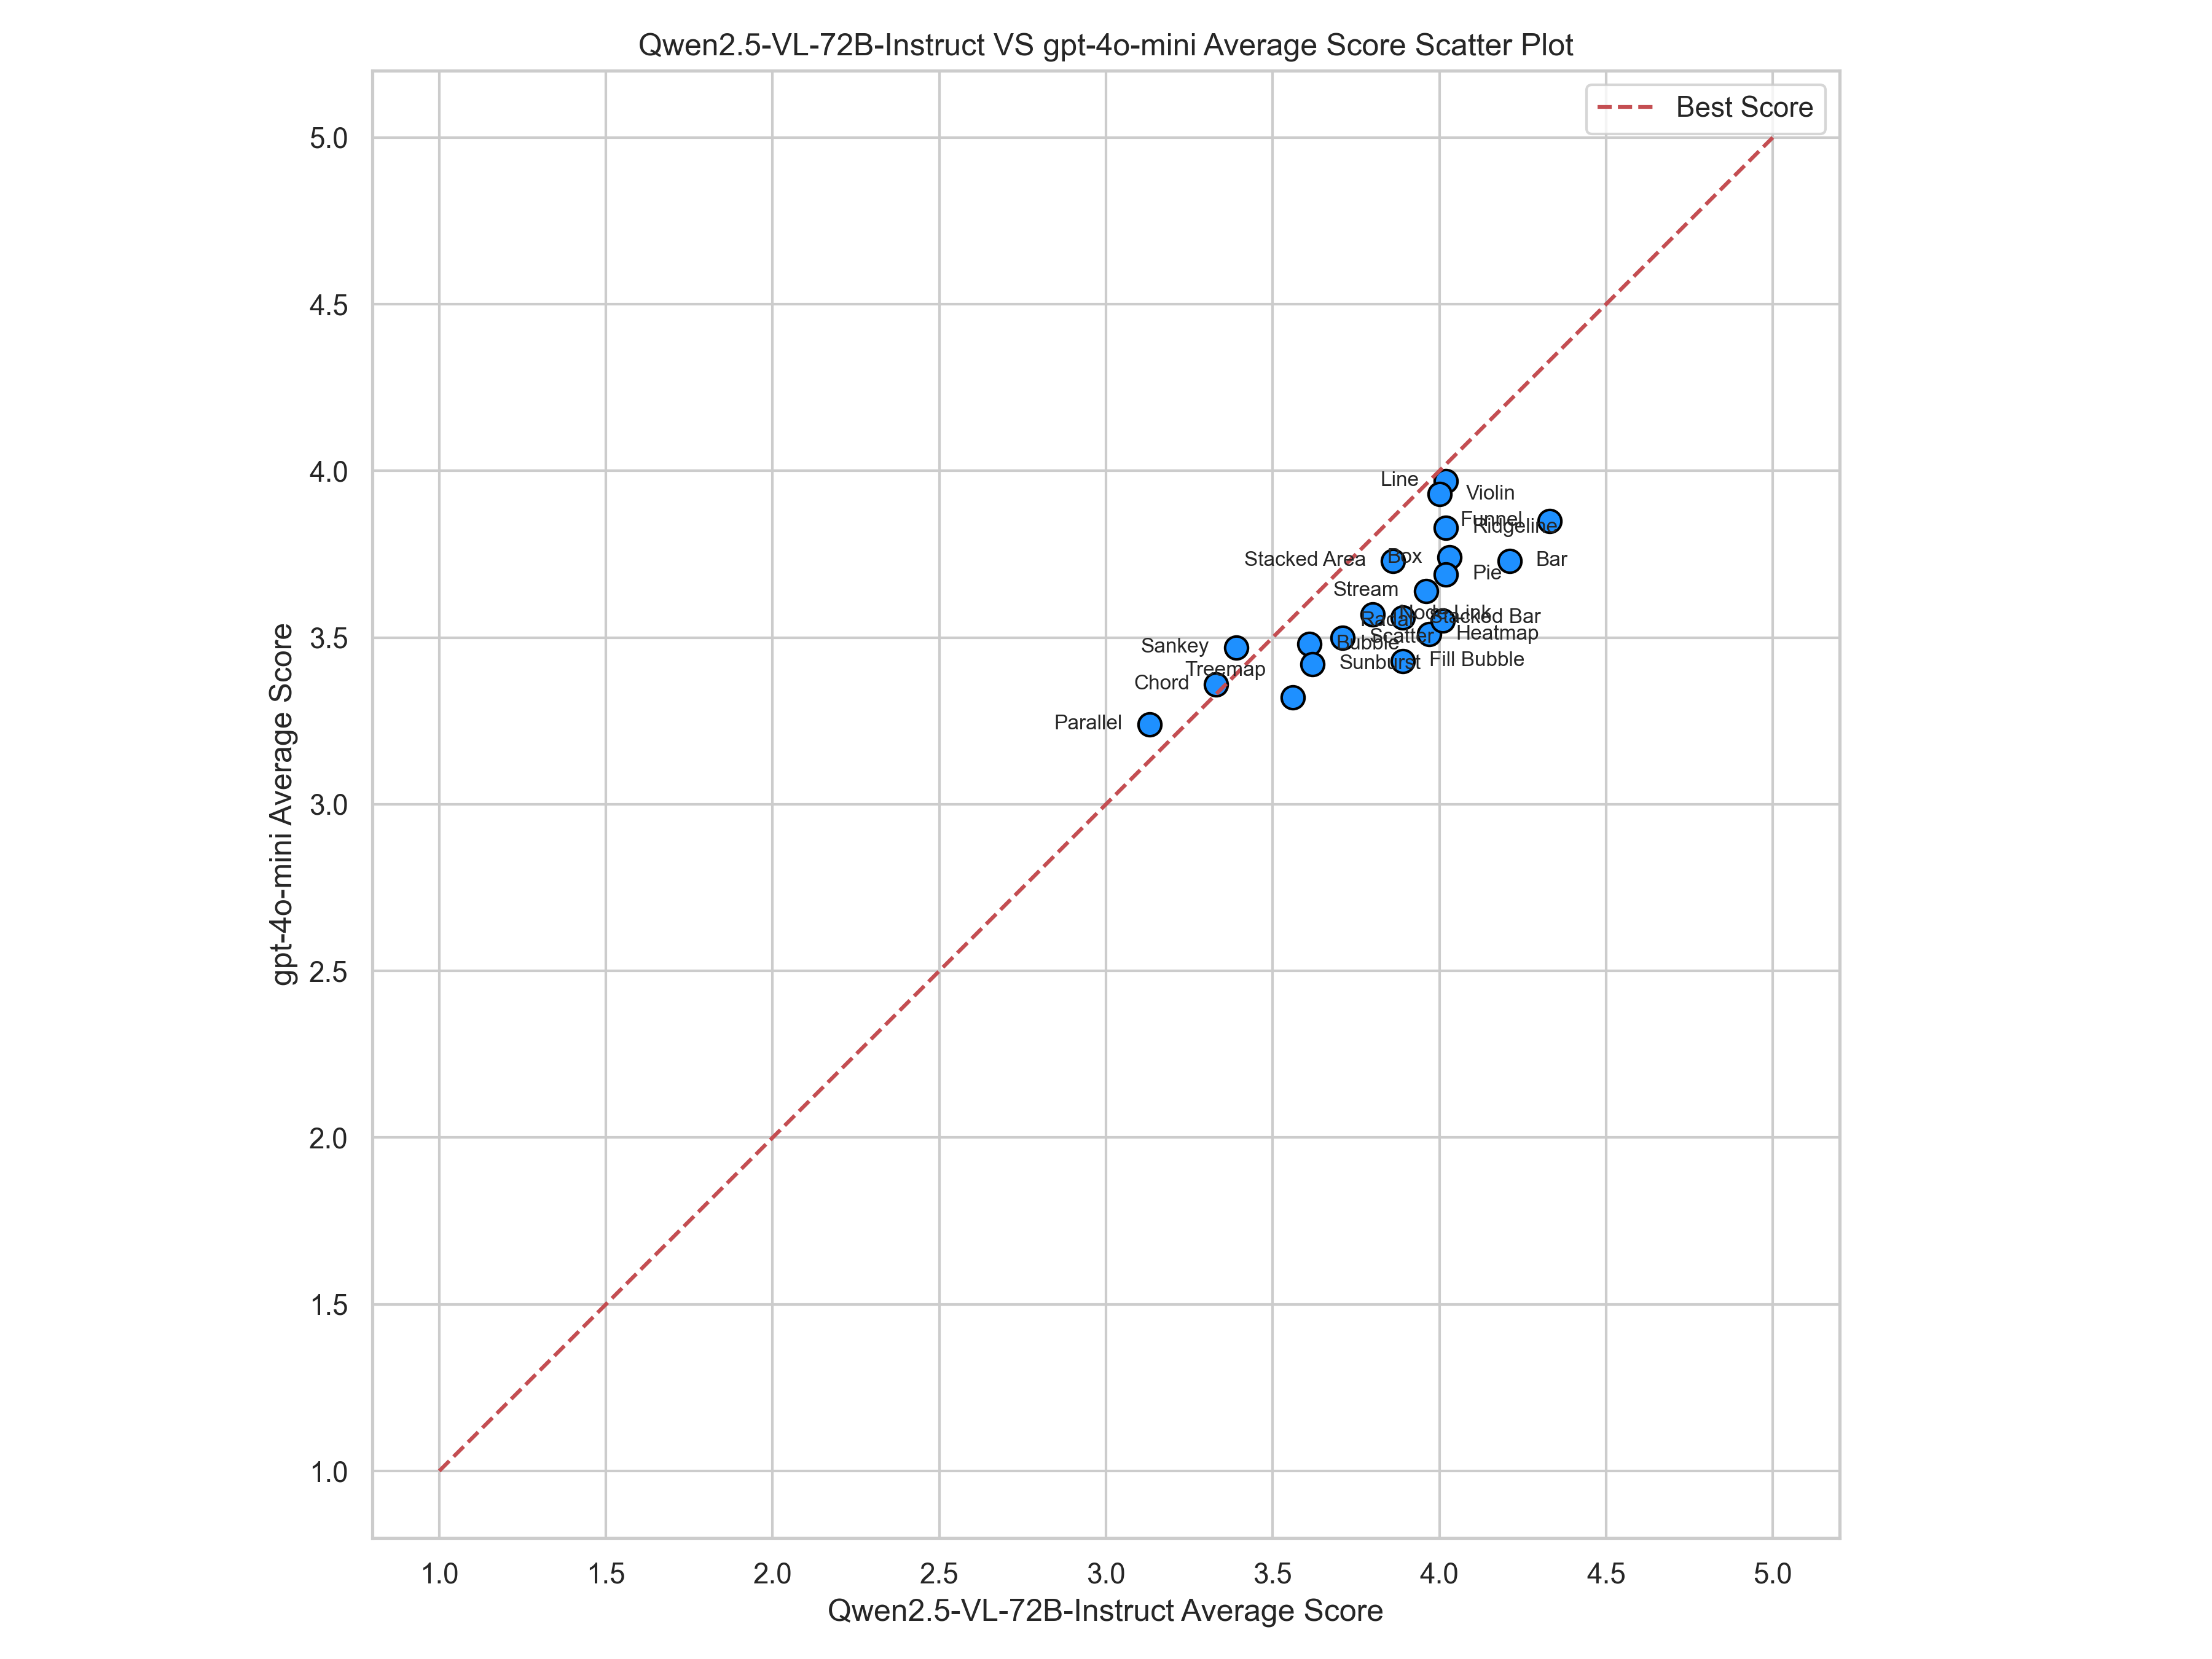 Qwen2.5-VL-72B-Instruct VS gpt-4o-mini Average Score Scatter Plot
Best Score
5.0
4.5
4.0
3.5
3.0
2.5
2.0
1.5
1.0
gpt-4o-mini Average Score
Line
Violin
Funnel
Ridgeline
Stacked Area
Box
Bar
Pie
Stream
Node-Link
Radar
Stacked Bar
Scatter
Heatmap
Sankey
Bubble
Treemap
Sunburst
Fill Bubble
Chord
Parallel
1.0
1.5
2.0
2.5
3.0
3.5
4.0
4.5
5.0
Qwen2.5-VL-72B-Instruct Average Score